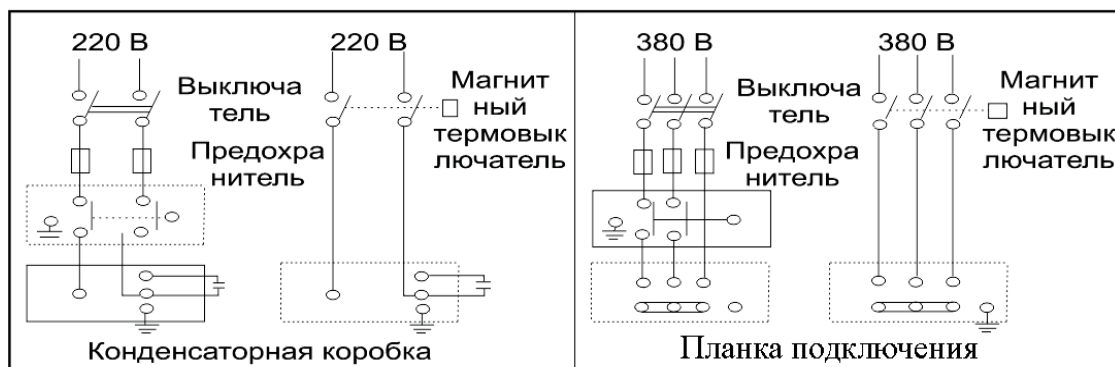 220 В
220 В
Выключа
тель
Предохра
нитель
Магнит
ный
термовык
лючатель
Конденсаторная коробка
380 В
380 В
Выключа
тель
Предохра
нитель
Магнит
ный
термовык
лючатель
Планка подключения